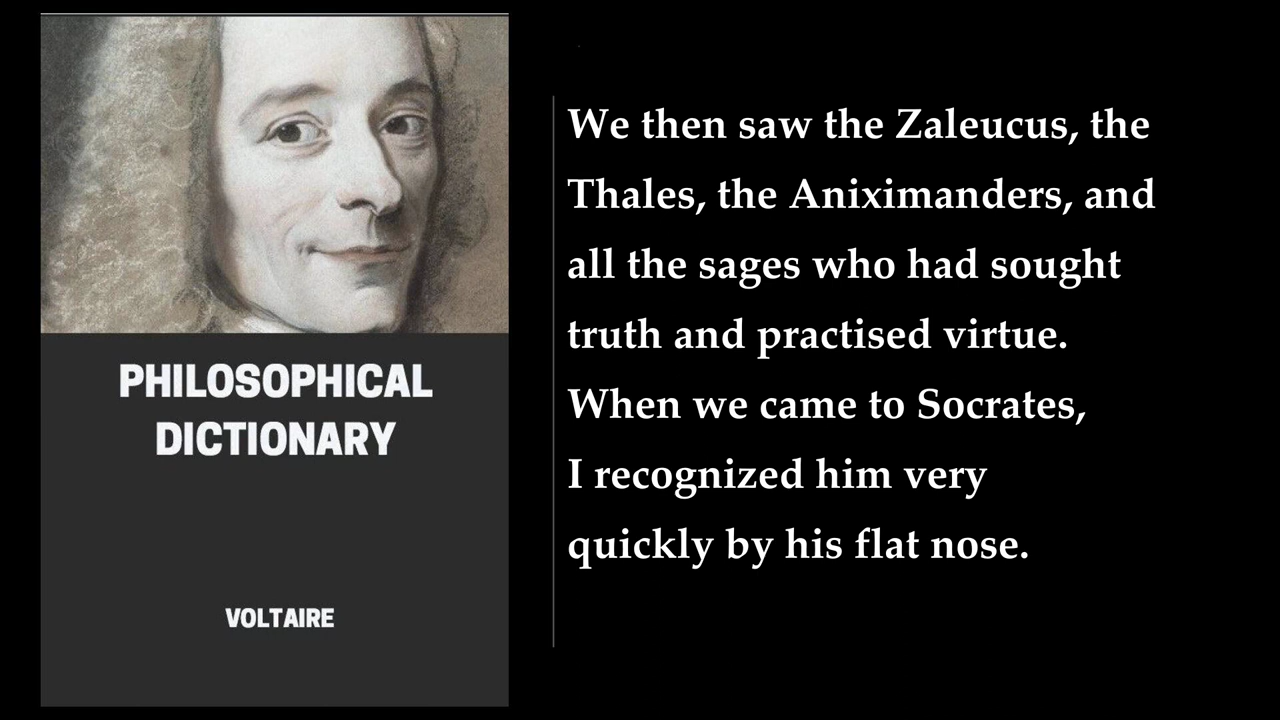 PHILOSOPHICAL
DICTIONARY
VOLTAIRE
We then saw the Zaleucus, the
Thales, the Aniximanders, and
all the sages who had sought
truth and practised virtue.
When we came to Socrates,
I recognized him very
quickly by his flat nose.